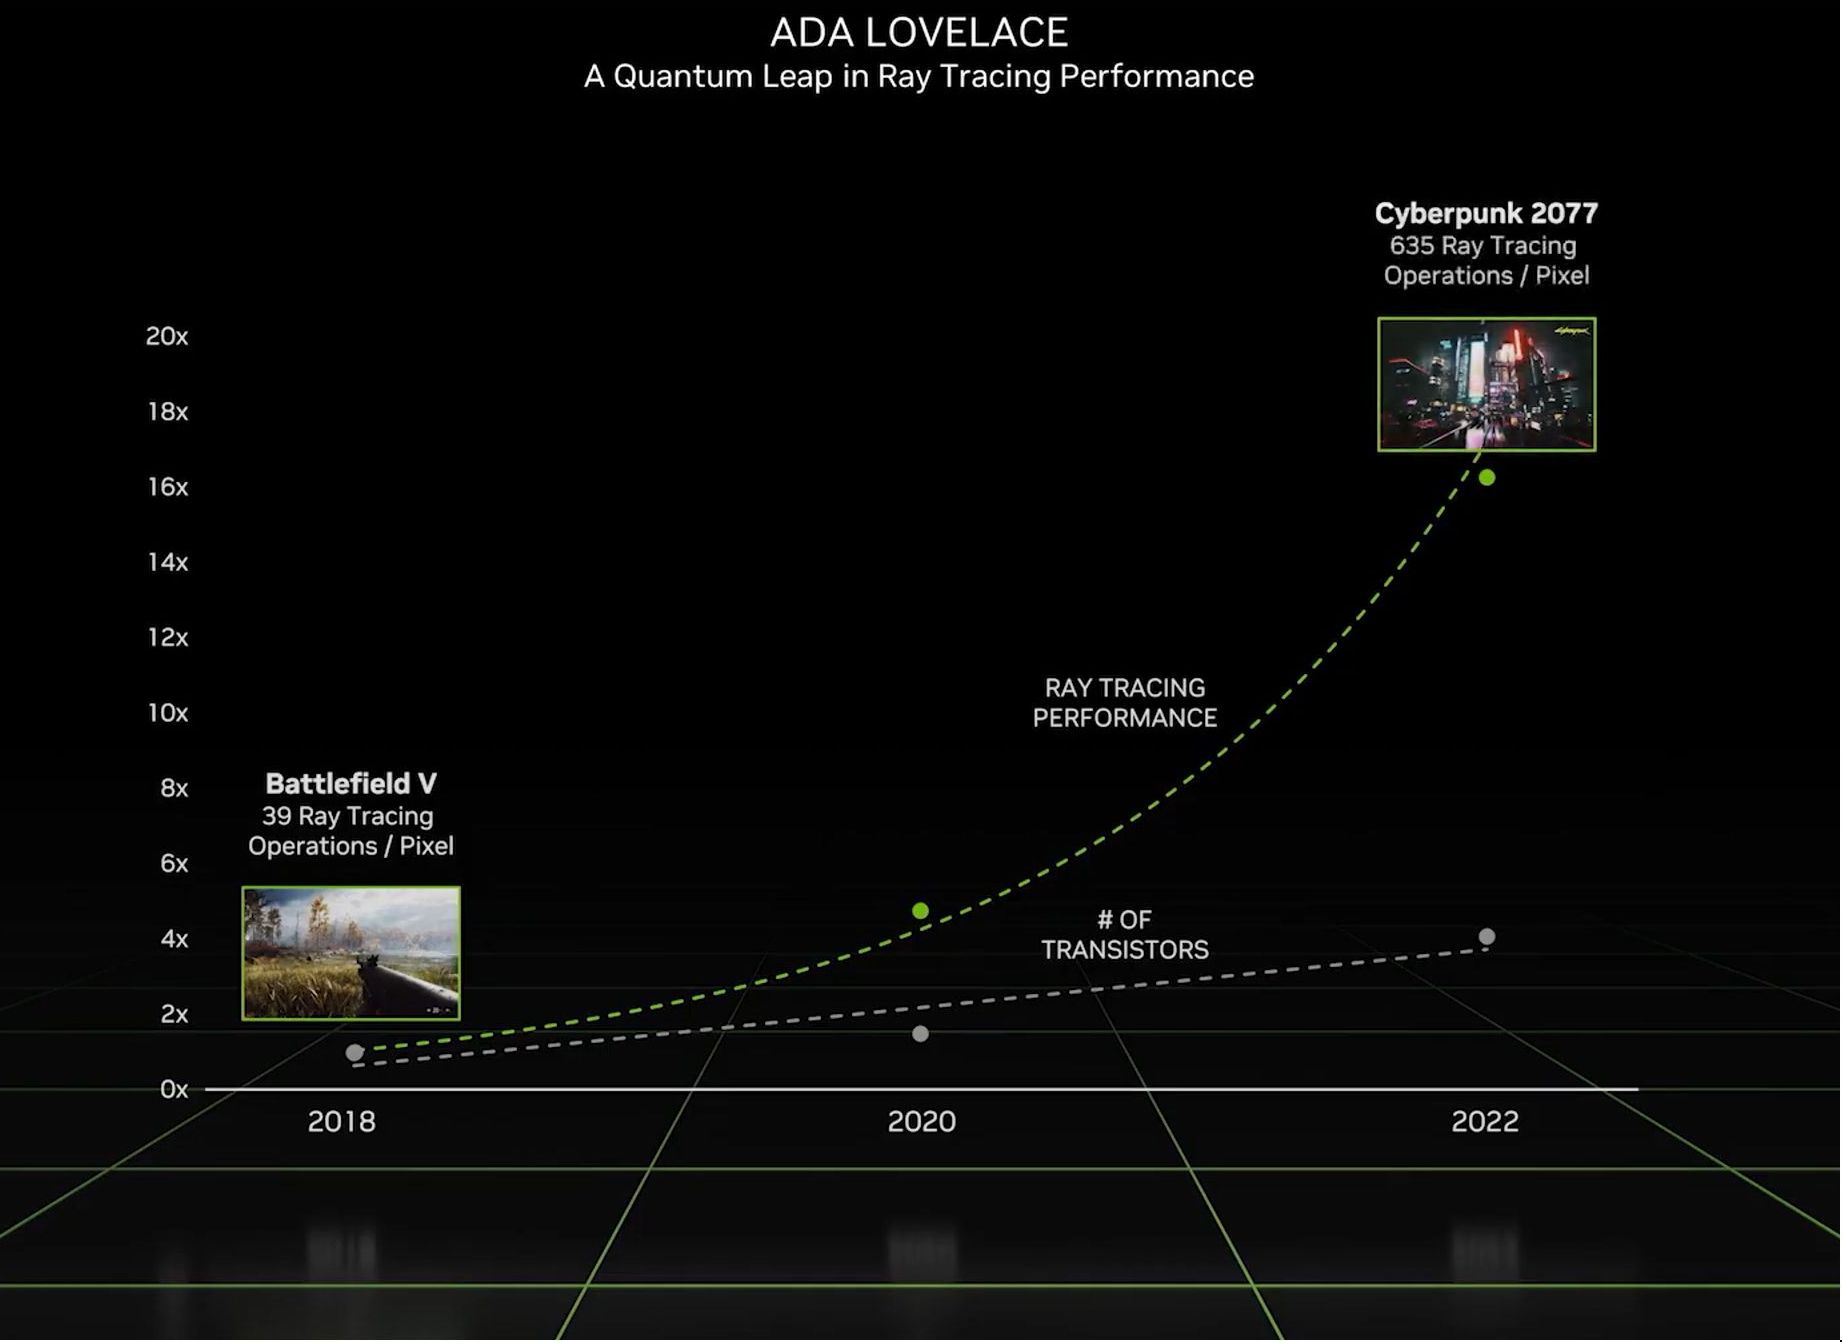 ADA LOVELACE
A Quantum Leap in Ray Tracing Performance
Cyberpunk 2077
635 Ray Tracing
Operations / Pixel
20x
18x
16x
14x
12x
10x
8x
6x
4x
2x
0x
RAY TRACING
PERFORMANCE
Battlefield V
39 Ray Tracing
Operations / Pixel
# OF
TRANSISTORS
2018
2020
2022